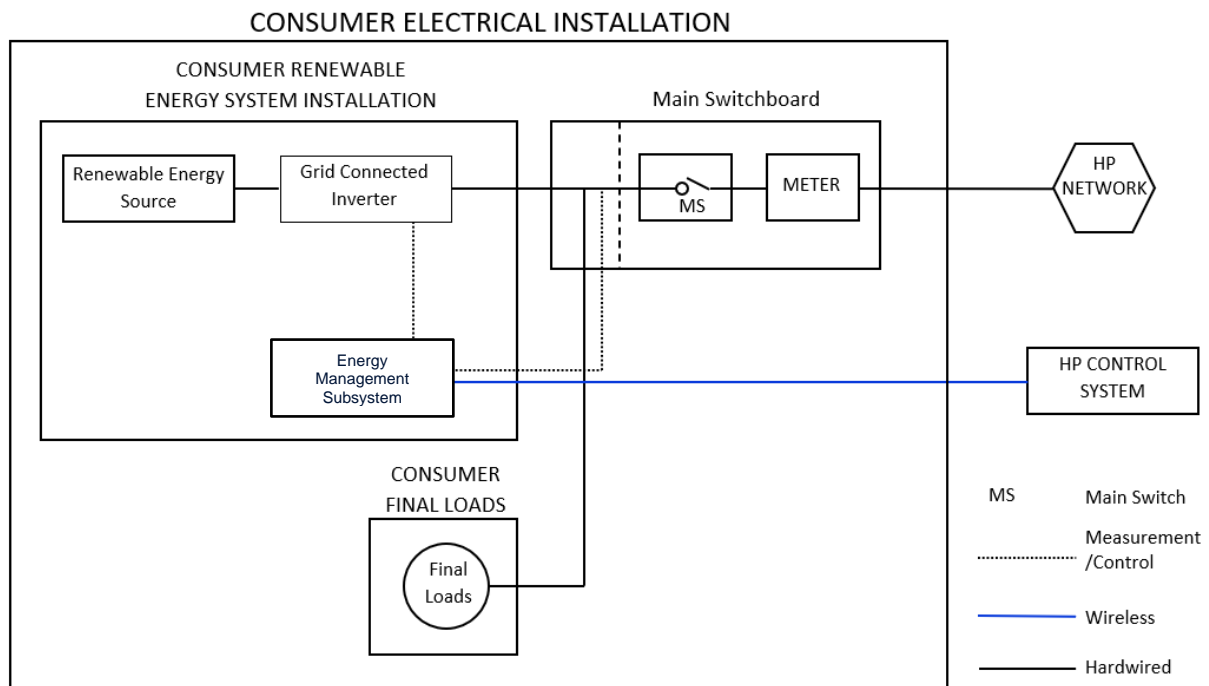 CONSUMER ELECTRICAL INSTALLATION
CONSUMER RENEWABLE
ENERGY SYSTEM INSTALLATION
Main Switchboard
Renewable Energy
Source
Grid Connected
Inverter
MS
METER
HP
NETWORK
Energy
Management
Subsystem
HP CONTROL
SYSTEM
CONSUMER
FINAL LOADS
Final
Loads
MS Main Switch
Measurement
/Control
Wireless
Hardwired